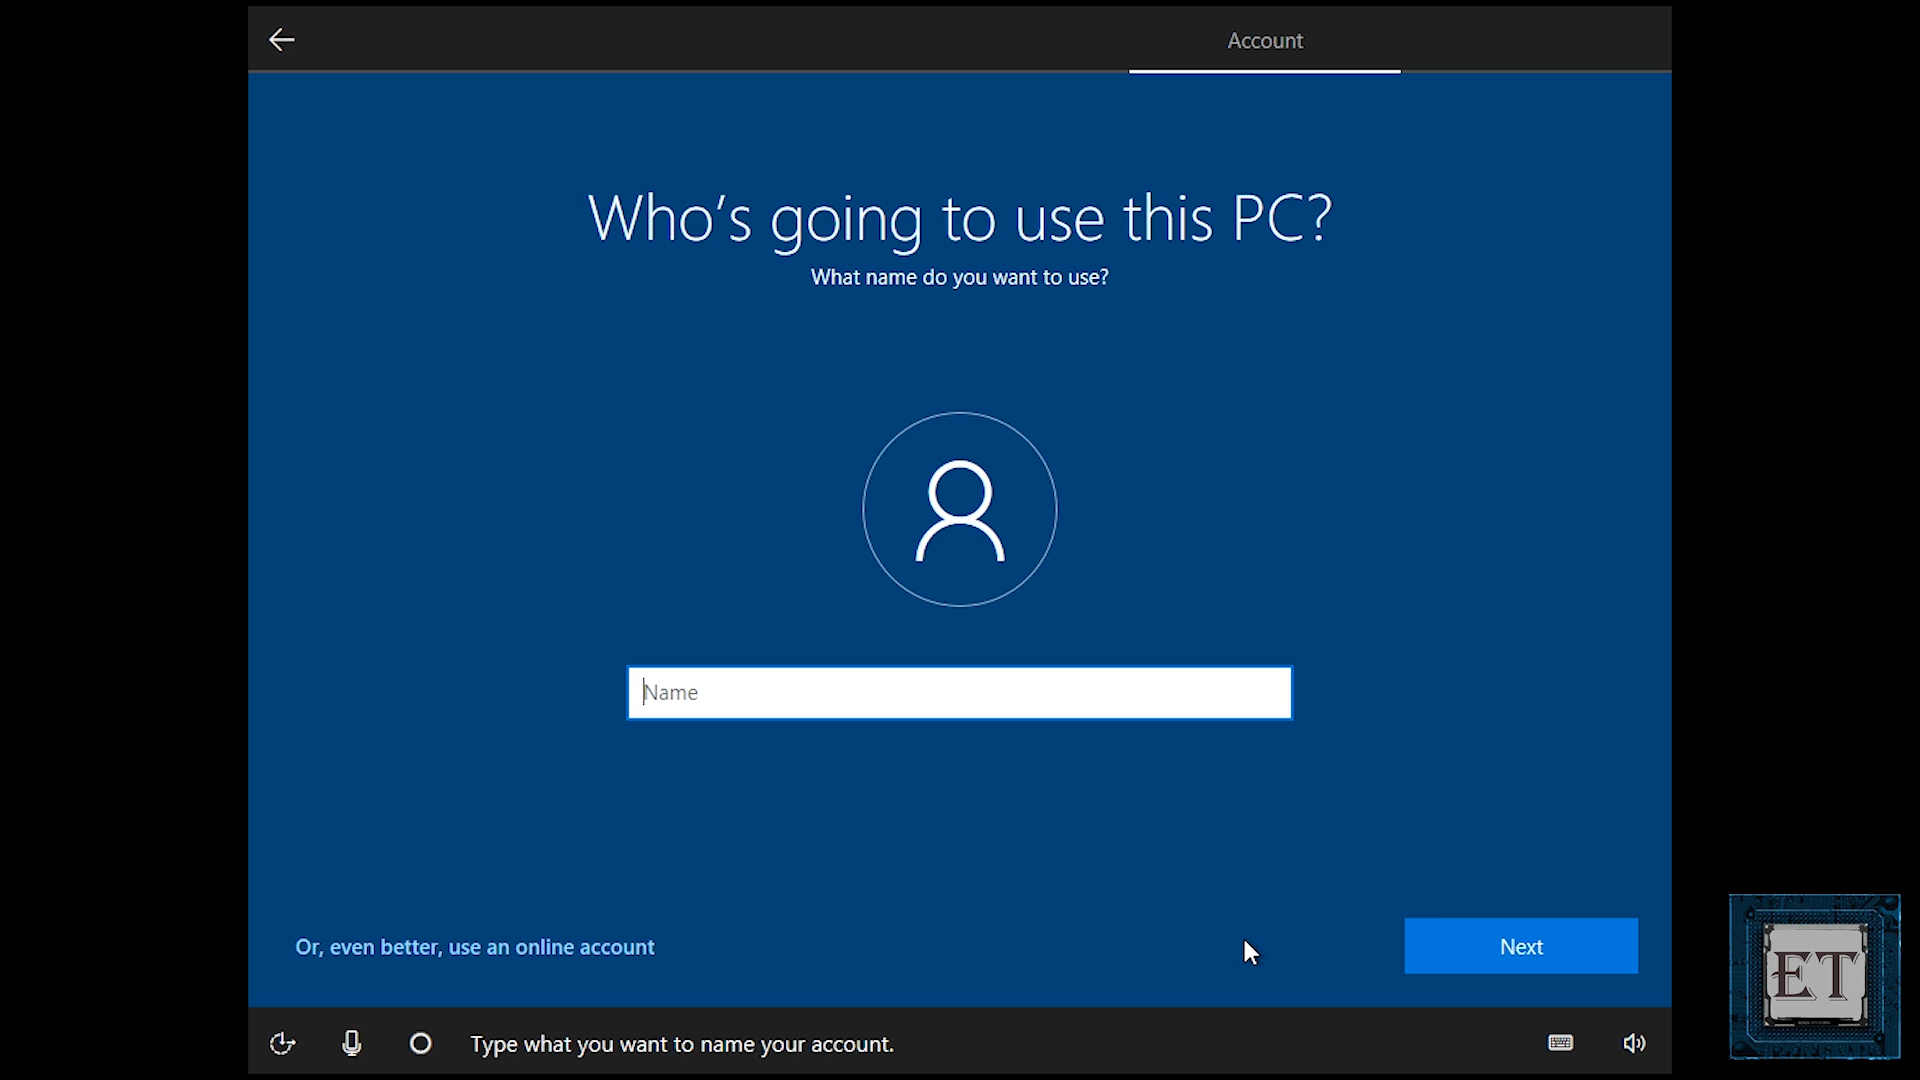 Account
Who's going to use this PC?
What name do you want to use?
Name
Or, even better, use an online account
Next
Type what you want to name your account.
ET